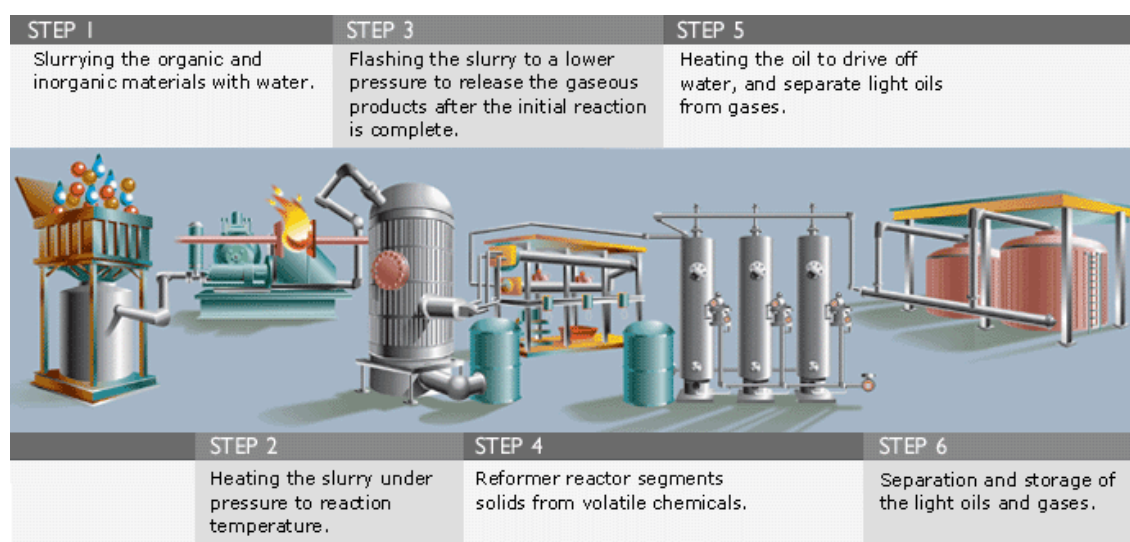 STEP 1
Slurrying the organic and
inorganic materials with water.
STEP 2
Heating the slurry under
pressure to reaction
temperature.
STEP 3
Flashing the slurry to a lower
pressure to release the gaseous
products after the initial reaction
is complete.
STEP 4
Reformer reactor segments
solids from volatile chemicals.
STEP 5
Heating the oil to drive off
water, and separate light oils
from gases.
STEP 6
Separation and storage of
the light oils and gases.